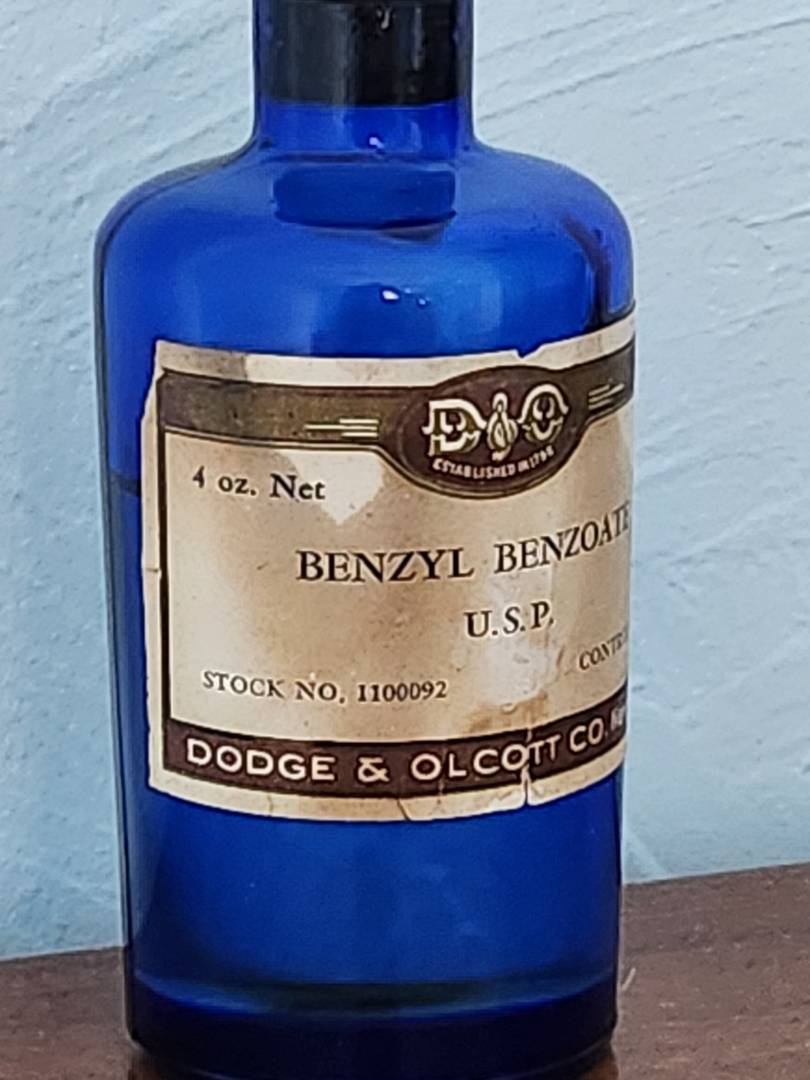 D&O
ESTABLISHED IN 1798
4 oz. Net
BENZYL BENZOATE
U.S.P.
STOCK NO. 1100092
DODGE & OLCOTT CO.